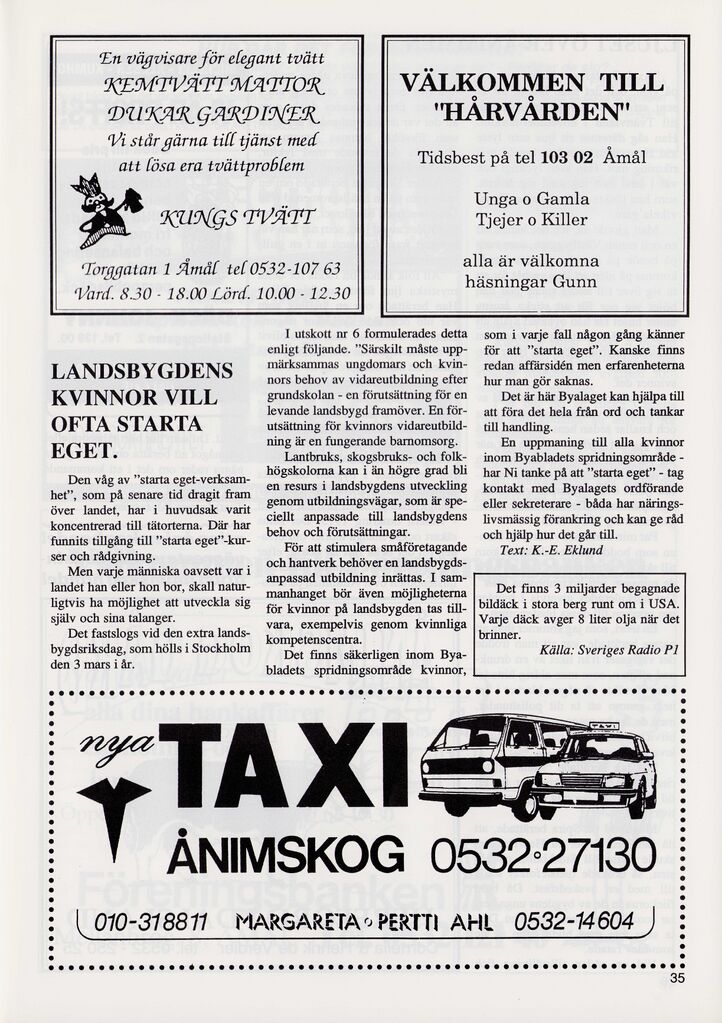 En vägvisare för elegant tvätt
KEMTVÄTT MATTOR
DUKAR GARDINER
Vi står gärna till tjänst med
att lösa era tvättproblem
KUNGS TVÄTT
Torggatan 1 Åmål tel 0532-107 63
Vard. 8.30 - 18.00 Lörd. 10.00 - 12.30
VÄLKOMMEN TILL
"HÅRVÅRDEN"
Tidsbest på tel 103 02 Åmål
Unga o Gamla
Tjejer o Killer
alla är välkomna
häsningar Gunn
LANDSBYGDENS
KVINNOR VILL
OFTA STARTA
EGET.
Den våg av "starta eget-verksam-
het", som på senare tid dragit fram
över landet, har i huvudsak varit
koncentrerad till tätorterna. Där har
funnits tillgång till "starta eget"-kur-
ser och rådgivning.
Men varje människa oavsett var i
landet han eller hon bor, skall natur-
ligtvis ha möjlighet att utveckla sig
själv och sina talanger.
Det fastslogs vid den extra lands-
bygdsriksdag, som hölls i Stockholm
den 3 mars i år.
I utskott nr 6 formulerades detta
enligt följande. "Särskilt måste upp-
märksammas ungdomars och kvin-
nors behov av vidareutbildning efter
grundskolan - en förutsättning för en
levande landsbygd framöver. En för-
utsättning för kvinnors vidareutbild-
ning är en fungerande barnomsorg.
Lantbruks, skogsbruks- och folk-
högskolorna kan i än högre grad bli
en resurs i landsbygdens utveckling
genom utbildningsvägar, som är spe-
ciellt anpassade till landsbygdens
behov och förutsättningar.
För att stimulera småföretagande
och hantverk behöver en landsbygds-
anpassad utbildning inrättas. I sam-
manhanget bör även möjligheterna
för kvinnor på landsbygden tas till-
vara, exempelvis genom kvinnliga
kompetenscentra.
Det finns säkerligen inom Bya-
bladets spridningsområde kvinnor,
som i varje fall någon gång känner
för att "starta eget". Kanske finns
redan affärsidén men erfarenheterna
hur man gör saknas.
Det är här Byalaget kan hjälpa till
att föra det hela från ord och tankar
till handling.
En uppmaning till alla kvinnor
inom Byabladets spridningsområde -
har Ni tanke på att "starta eget" - tag
kontakt med Byalagets ordförande
eller sekreterare - båda har närings-
livsmässig förankring och kan ge råd
och hjälp hur det går till.
Text: K.-E. Eklund
Det finns 3 miljarder begagnade
bildäck i stora berg runt om i USA.
Varje däck avger 8 liter olja när det
brinner.
Källa: Sveriges Radio P1
nya TAXI
ÅNIMSKOG 0532-27130
010-318811 MARGARETA o PERTTI AHL 0532-14604
35